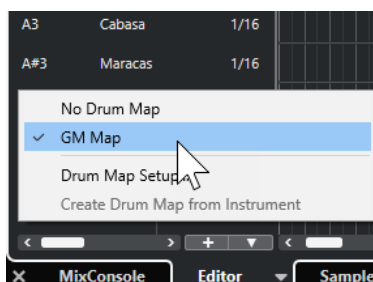 A3 Cabasa 1/16
A#3 Maracas 1/16
No Drum Map
✓ GM Map
Drum Map Setup
Create Drum Map from Instrument
< > + ▼ <
× MixConsole Editor ▼ Sample